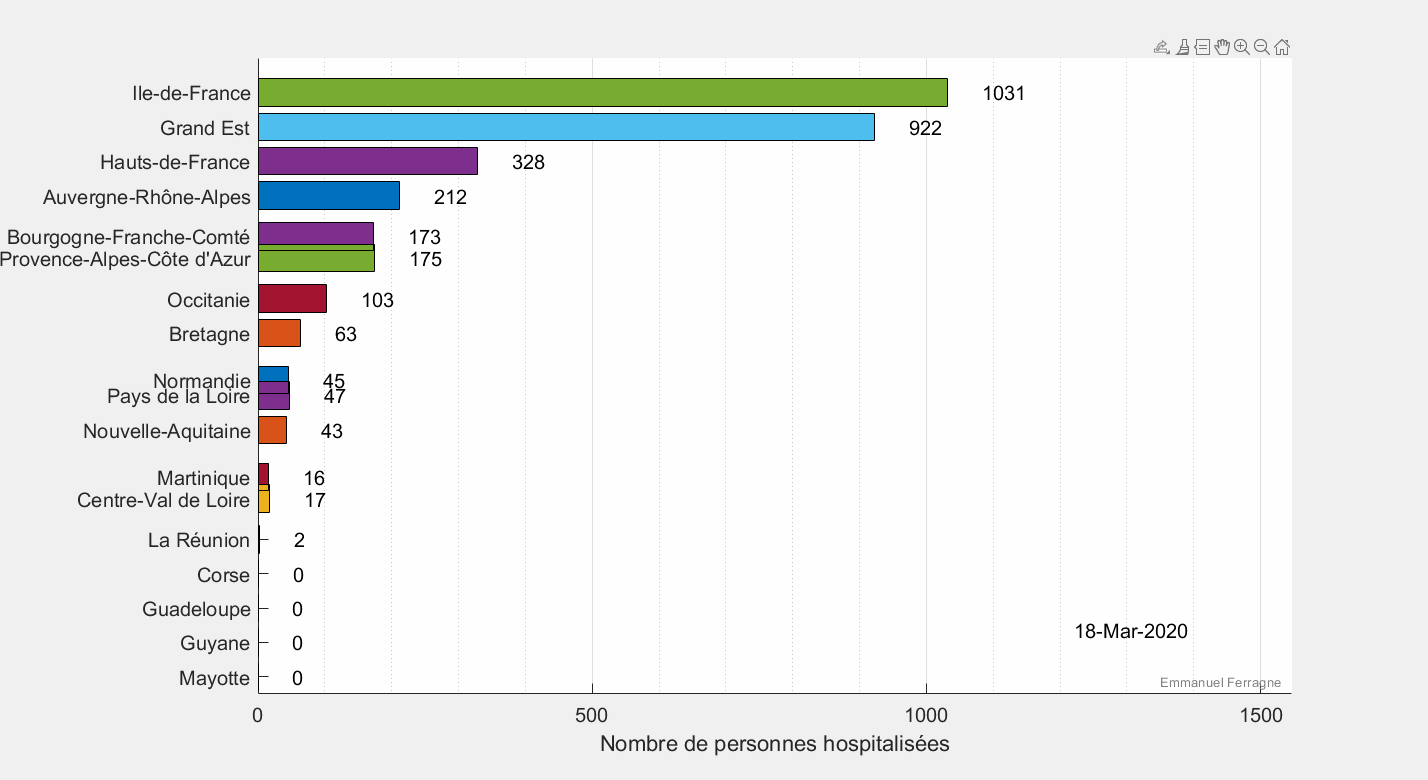 Ile-de-France 1031
Grand Est 922
Hauts-de-France 328
Auvergne-Rhône-Alpes 212
Bourgogne-Franche-Comté 173
Provence-Alpes-Côte d'Azur 175
Occitanie 103
Bretagne 63
Normandie 45
Pays de la Loire 47
Nouvelle-Aquitaine 43
Martinique 16
Centre-Val de Loire 17
La Réunion 2
Corse 0
Guadeloupe 0
18-Mar-2020
Guyane 0
Mayotte 0
Emmanuel Ferragne
0 500 1000 1500
Nombre de personnes hospitalisées